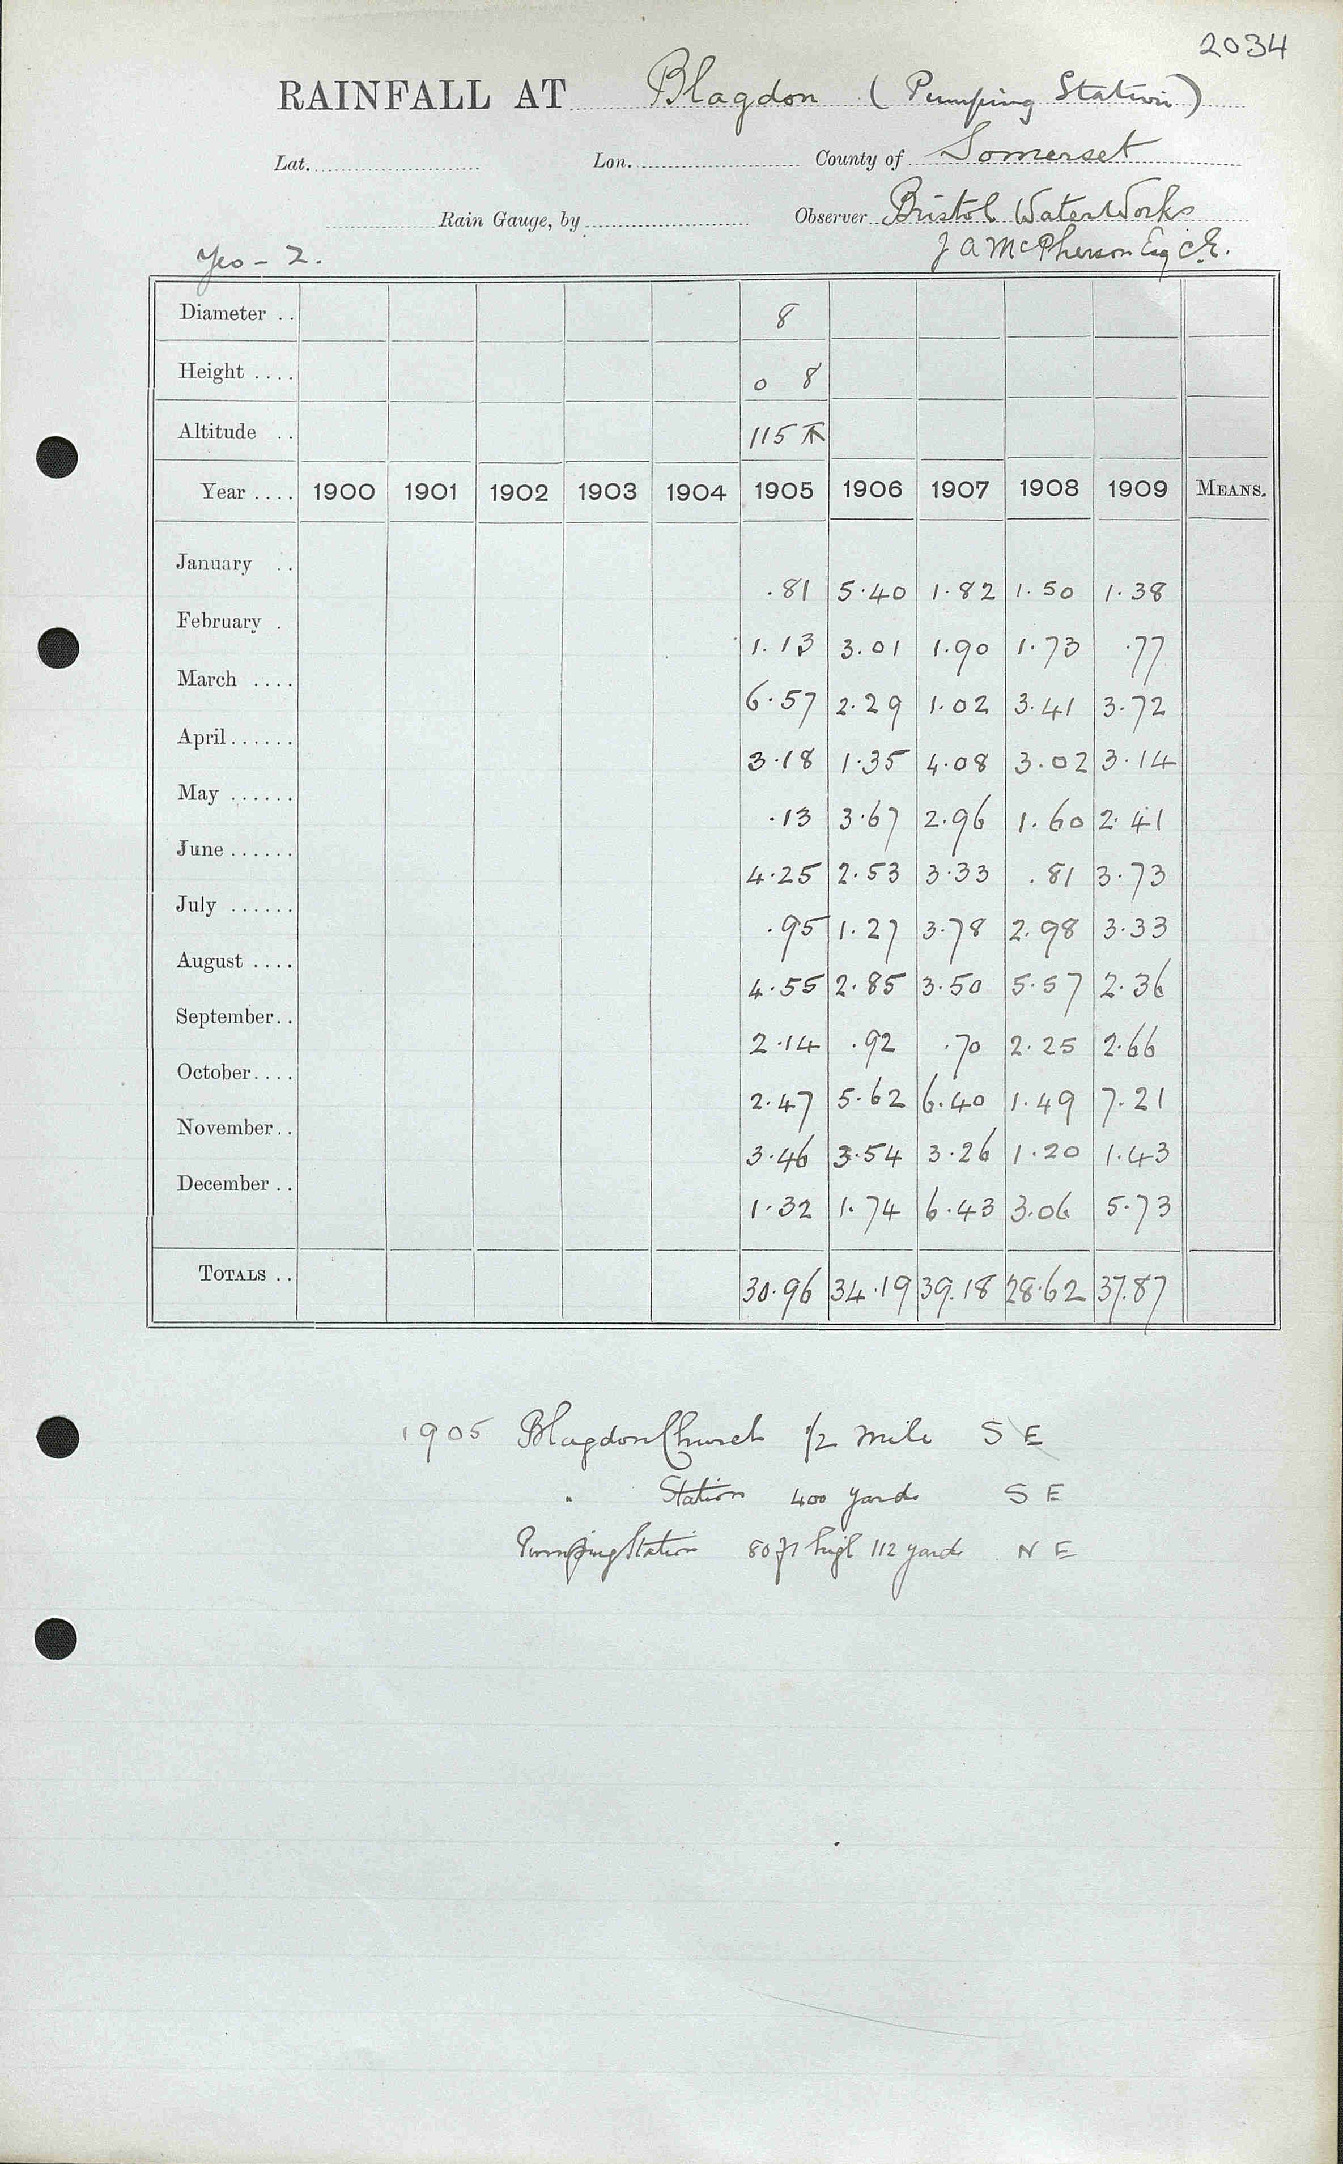 2034
RAINFALL AT Blagdon (Pumping Station)
Lat. Lon. County of Somerset
Rain Gauge, by Observer Bristol WaterWorks
J A McPherson Esq C.E.
Yeo - 2.
Diameter .. 8
Height .... 0 8
Altitude .. 115
Year .... 1900 1901 1902 1903 1904 1905 1906 1907 1908 1909 MEANS.
January .. .81 5.40 1.82 1.50 1.38
February . 1.13 3.01 1.90 1.73 .77
March .... 6.57 2.29 1.02 3.41 3.72
April...... 3.18 1.35 4.08 3.02 3.14
May ...... .13 3.67 2.96 1.60 2.41
June...... 4.25 2.53 3.33 .81 3.73
July ...... .95 1.27 3.78 2.98 3.33
August .... 4.55 2.85 3.50 5.57 2.36
September.. 2.14 .92 .70 2.25 2.66
October.... 2.47 5.62 6.40 1.49 7.21
November.. 3.46 3.54 3.26 1.20 1.43
December .. 1.32 1.74 6.43 3.06 5.73
TOTALS .. 30.96 34.19 39.18 28.62 37.87
1905 Blagdon Church 1/2 mile S E
" Station 400 yards S E
Pumping Station 80 ft high 112 yards N E